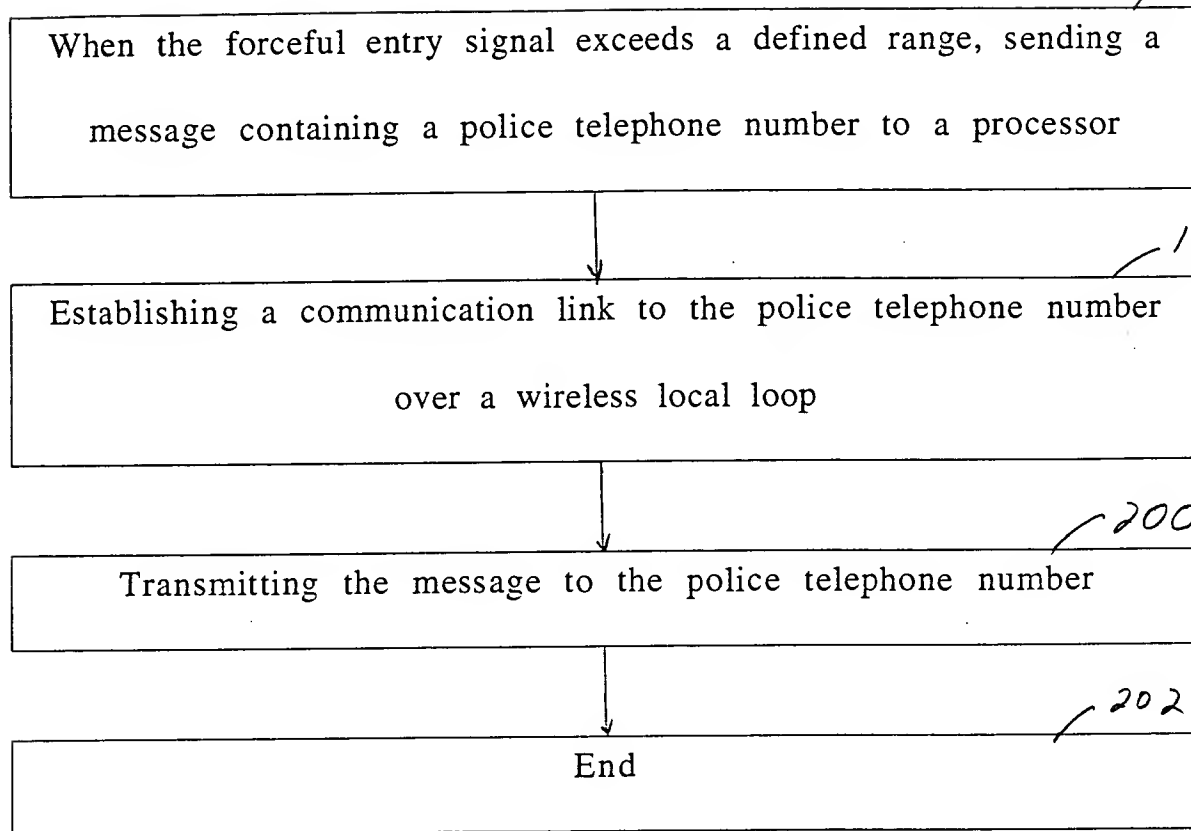 When the forceful entry signal exceeds a defined range, sending a
message containing a police telephone number to a processor
Establishing a communication link to the police telephone number
over a wireless local loop
200
Transmitting the message to the police telephone number
202
End